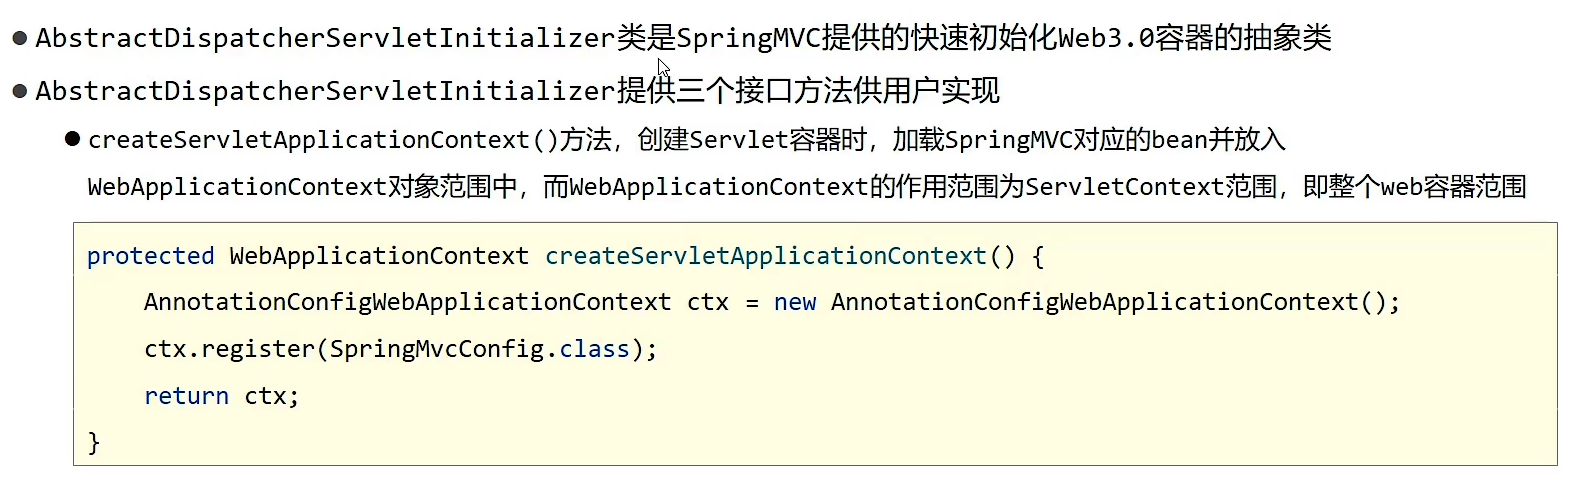 ● AbstractDispatcherServletInitializer类是SpringMVC提供的快速初始化Web3.0容器的抽象类
● AbstractDispatcherServletInitializer提供三个接口方法供用户实现
● createServletApplicationContext()方法，创建Servlet容器时，加载SpringMVC对应的bean并放入
WebApplicationContext对象范围中，而WebApplicationContext的作用范围为ServletContext范围，即整个web容器范围
protected WebApplicationContext createServletApplicationContext() {
    AnnotationConfigWebApplicationContext ctx = new AnnotationConfigWebApplicationContext();
    ctx.register(SpringMvcConfig.class);
    return ctx;
}